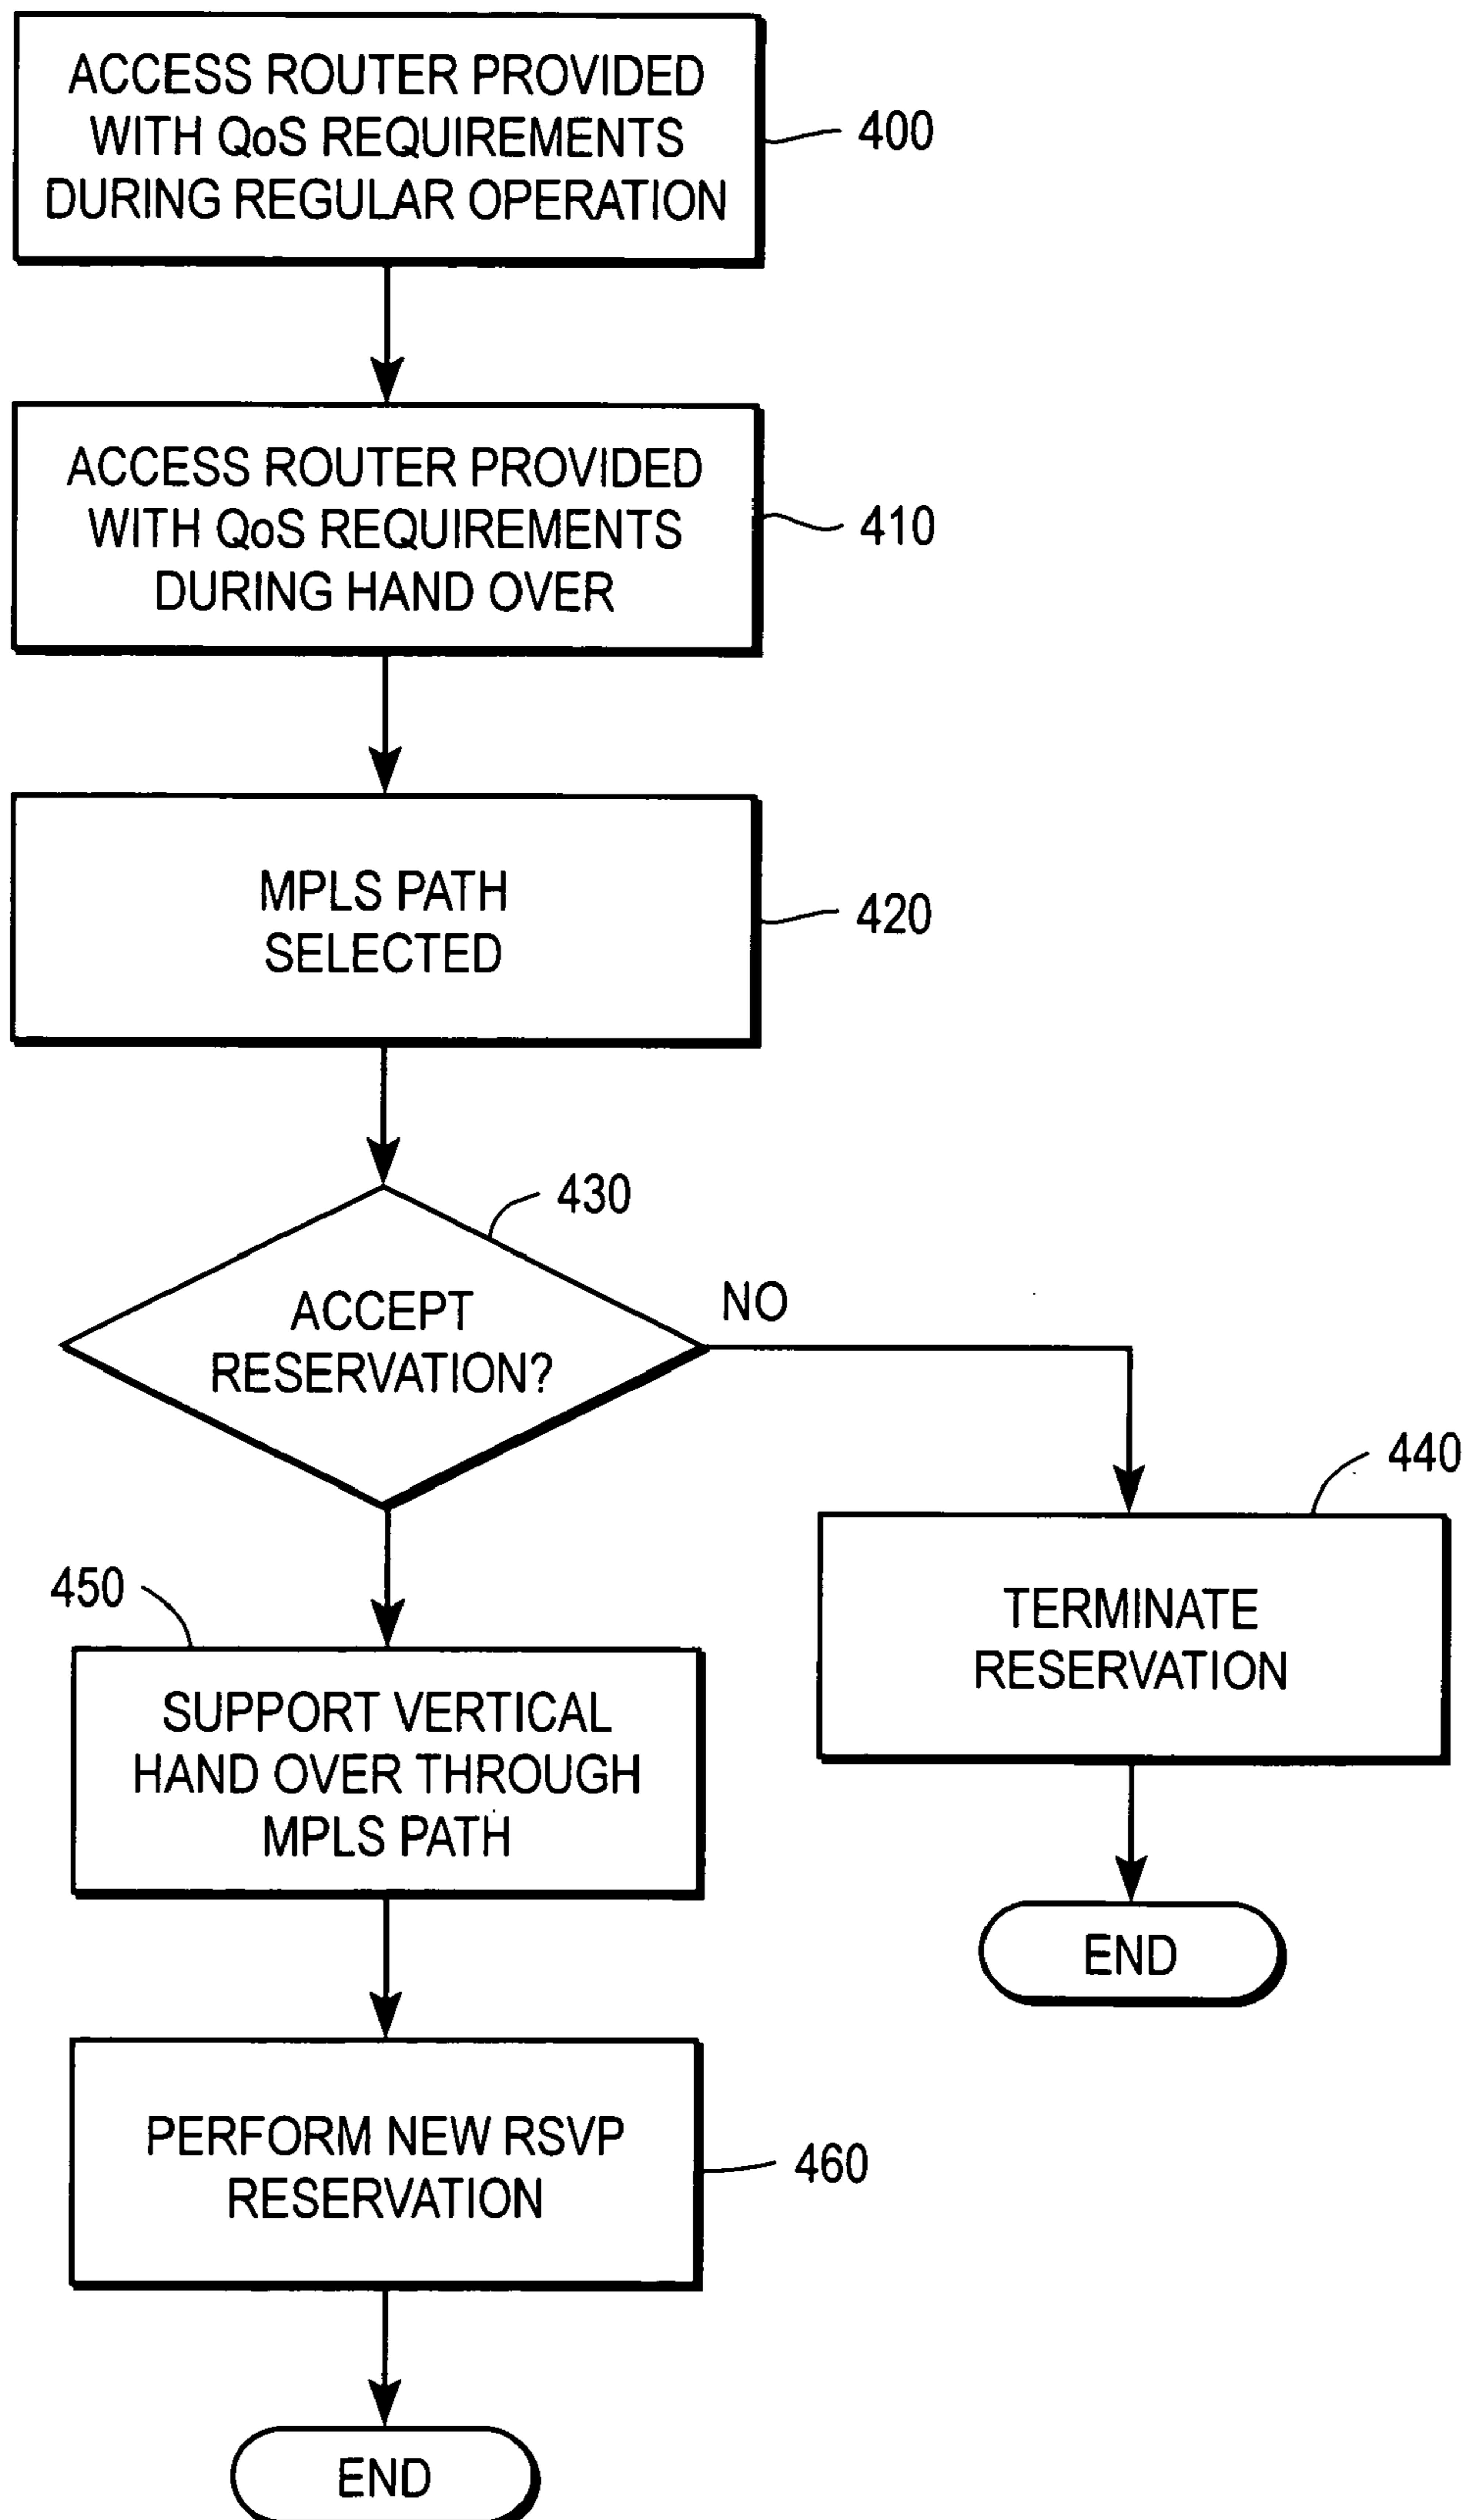 ACCESS ROUTER PROVIDED
WITH QoS REQUIREMENTS
DURING REGULAR OPERATION
400
ACCESS ROUTER PROVIDED
WITH QoS REQUIREMENTS
DURING HAND OVER
410
MPLS PATH
SELECTED
420
430
ACCEPT
RESERVATION?
NO
440
TERMINATE
RESERVATION
END
450
SUPPORT VERTICAL
HAND OVER THROUGH
MPLS PATH
PERFORM NEW RSVP
RESERVATION
460
END